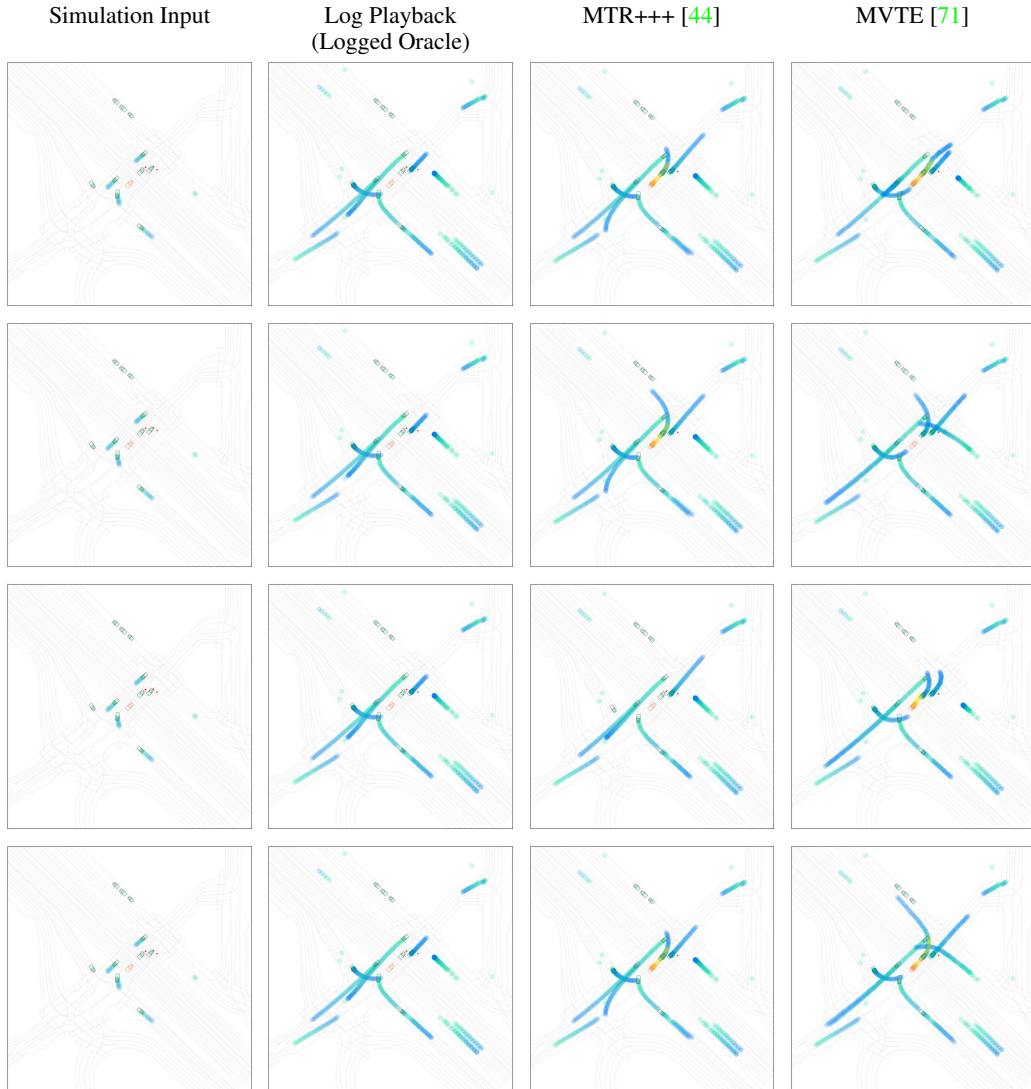 Simulation Input
Log Playback
(Logged Oracle)
MTR+++ [44]
MVTE [71]